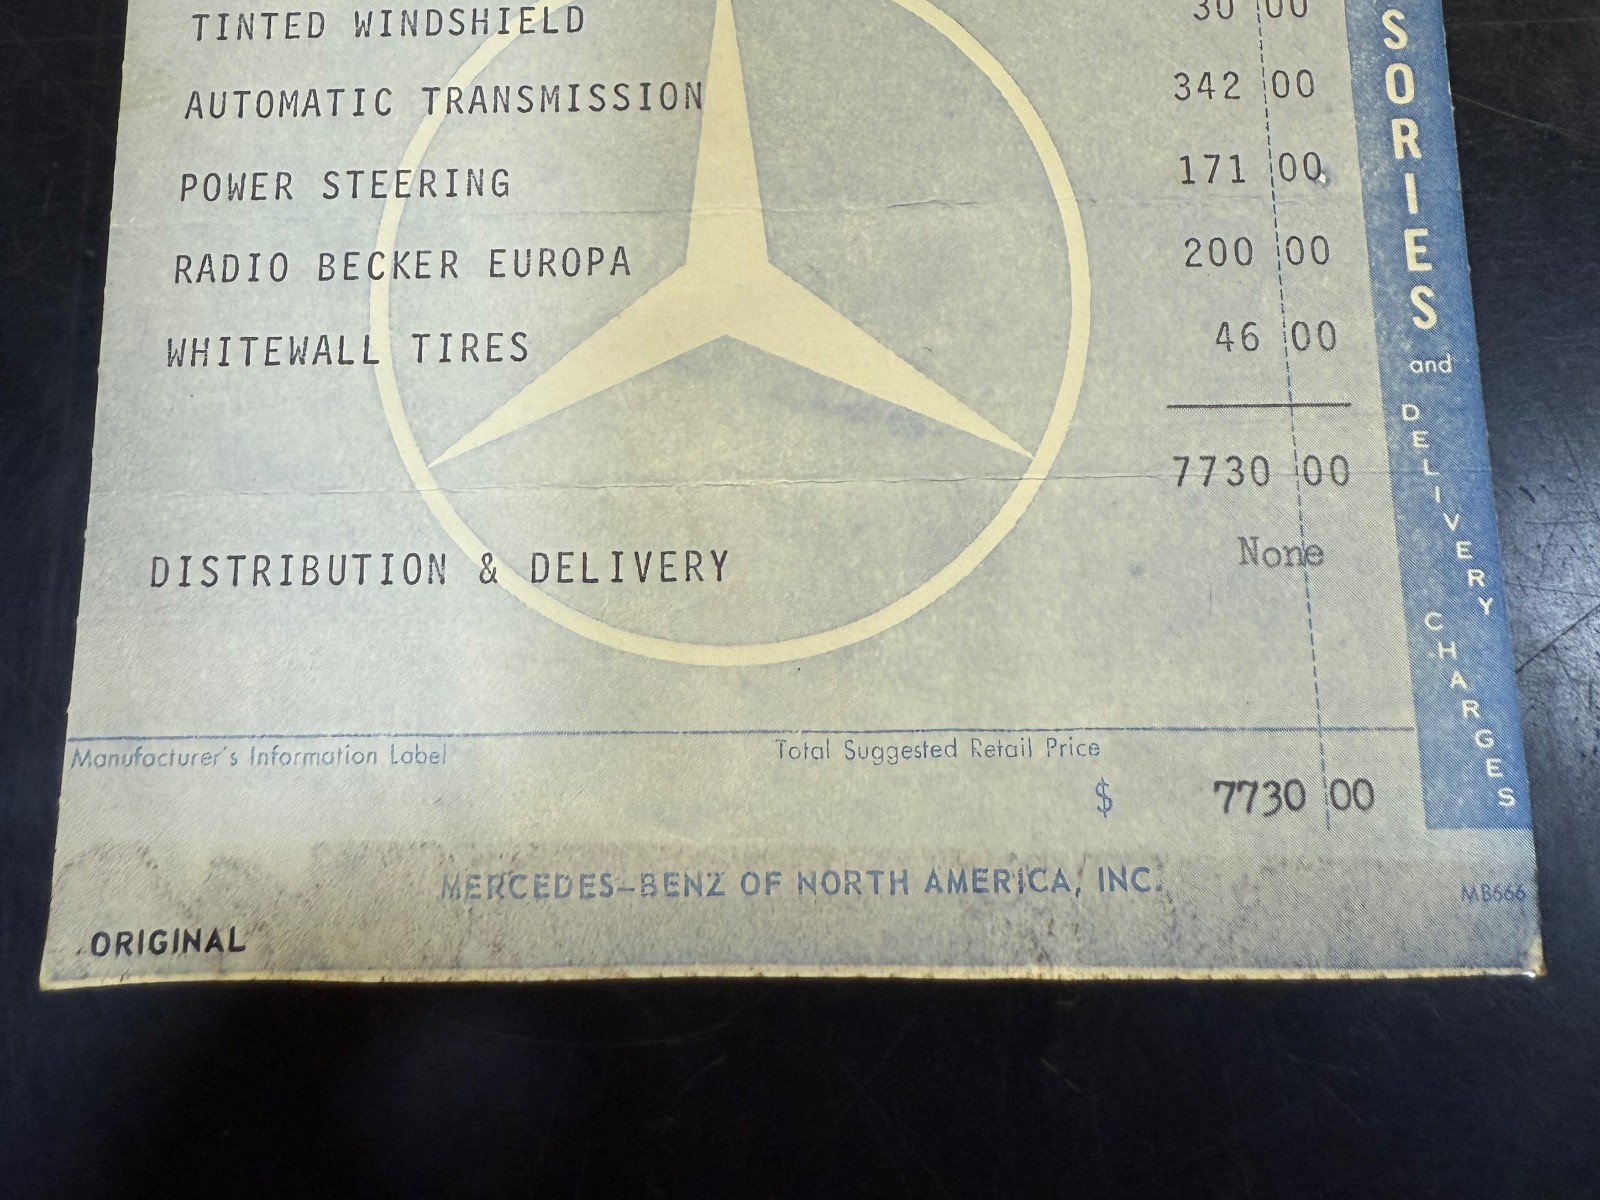 TINTED WINDSHIELD 30 00
AUTOMATIC TRANSMISSION 342 00
POWER STEERING 171 00
RADIO BECKER EUROPA 200 00
WHITEWALL TIRES 46 00
7730 00
DISTRIBUTION & DELIVERY None
Manufacturer's Information Label
Total Suggested Retail Price
$ 7730 00
MERCEDES-BENZ OF NORTH AMERICA, INC.
MB666
ORIGINAL
SORIES
and
DELIVERY
CHARGES